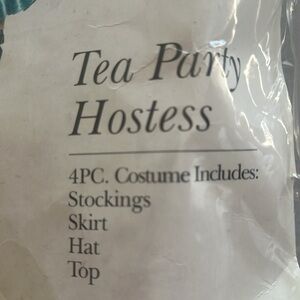 Tea Party
Hostess
4PC. Costume Includes:
Stockings
Skirt
Hat
Top